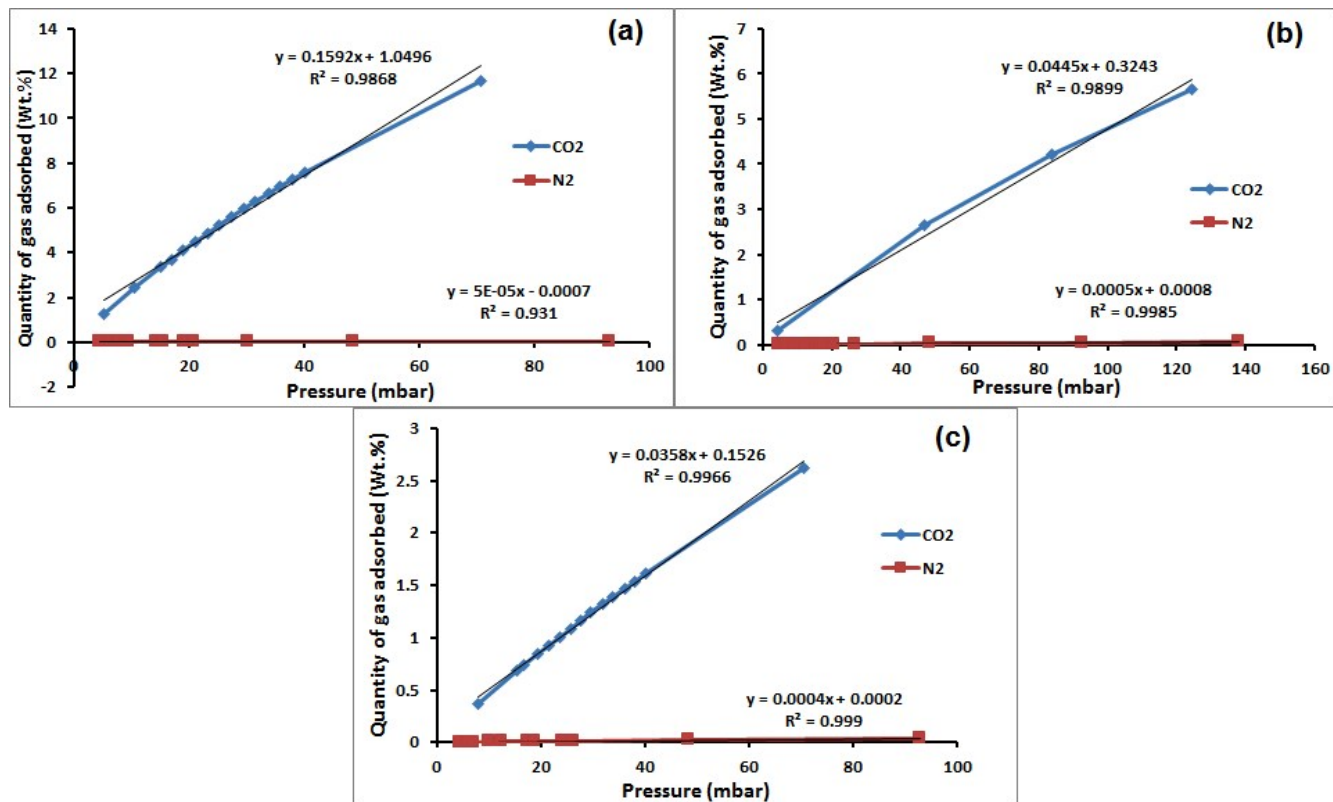 (a)
y = 0.1592x + 1.0496
R² = 0.9868
Quantity of gas adsorbed (Wt.%)
14
12
10
8
6
4
2
0
-2
CO2
N2
y = 5E-05x - 0.0007
R² = 0.931
0 20 40 60 80 100
Pressure (mbar)
(b)
y = 0.0445x + 0.3243
R² = 0.9899
Quantity of gas adsorbed (Wt.%)
7
6
5
4
3
2
1
0
CO2
N2
y = 0.0005x + 0.0008
R² = 0.9985
0 20 40 60 80 100 120 140 160
Pressure (mbar)
(c)
y = 0.0358x + 0.1526
R² = 0.9966
Quantity of gas adsorbed (Wt.%)
3
2.5
2
1.5
1
0.5
0
CO2
N2
y = 0.0004x + 0.0002
R² = 0.999
0 20 40 60 80 100
Pressure (mbar)